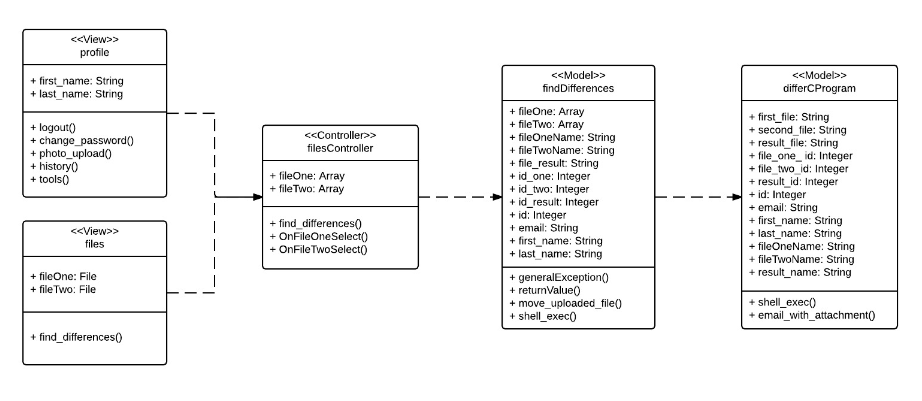 <<View>>
profile
+ first_name: String
+ last_name: String
+ logout()
+ change_password()
+ photo_upload()
+ history()
+ tools()
<<View>>
files
+ fileOne: File
+ fileTwo: File
+ find_differences()
<<Controller>>
filesController
+ fileOne: Array
+ fileTwo: Array
+ find_differences()
+ OnFileOneSelect()
+ OnFileTwoSelect()
<<Model>>
findDifferences
+ fileOne: Array
+ fileTwo: Array
+ fileOneName: String
+ fileTwoName: String
+ file_result: String
+ id_one: Integer
+ id_two: Integer
+ id_result: Integer
+ id: Integer
+ email: String
+ first_name: String
+ last_name: String
+ generalException()
+ returnValue()
+ move_uploaded_file()
+ shell_exec()
<<Model>>
differCProgram
+ first_file: String
+ second_file: String
+ result_file: String
+ file_one_ id: Integer
+ file_two_id: Integer
+ result_id: Integer
+ id: Integer
+ email: String
+ first_name: String
+ last_name: String
+ fileOneName: String
+ fileTwoName: String
+ result_name: String
+ shell_exec()
+ email_with_attachment()